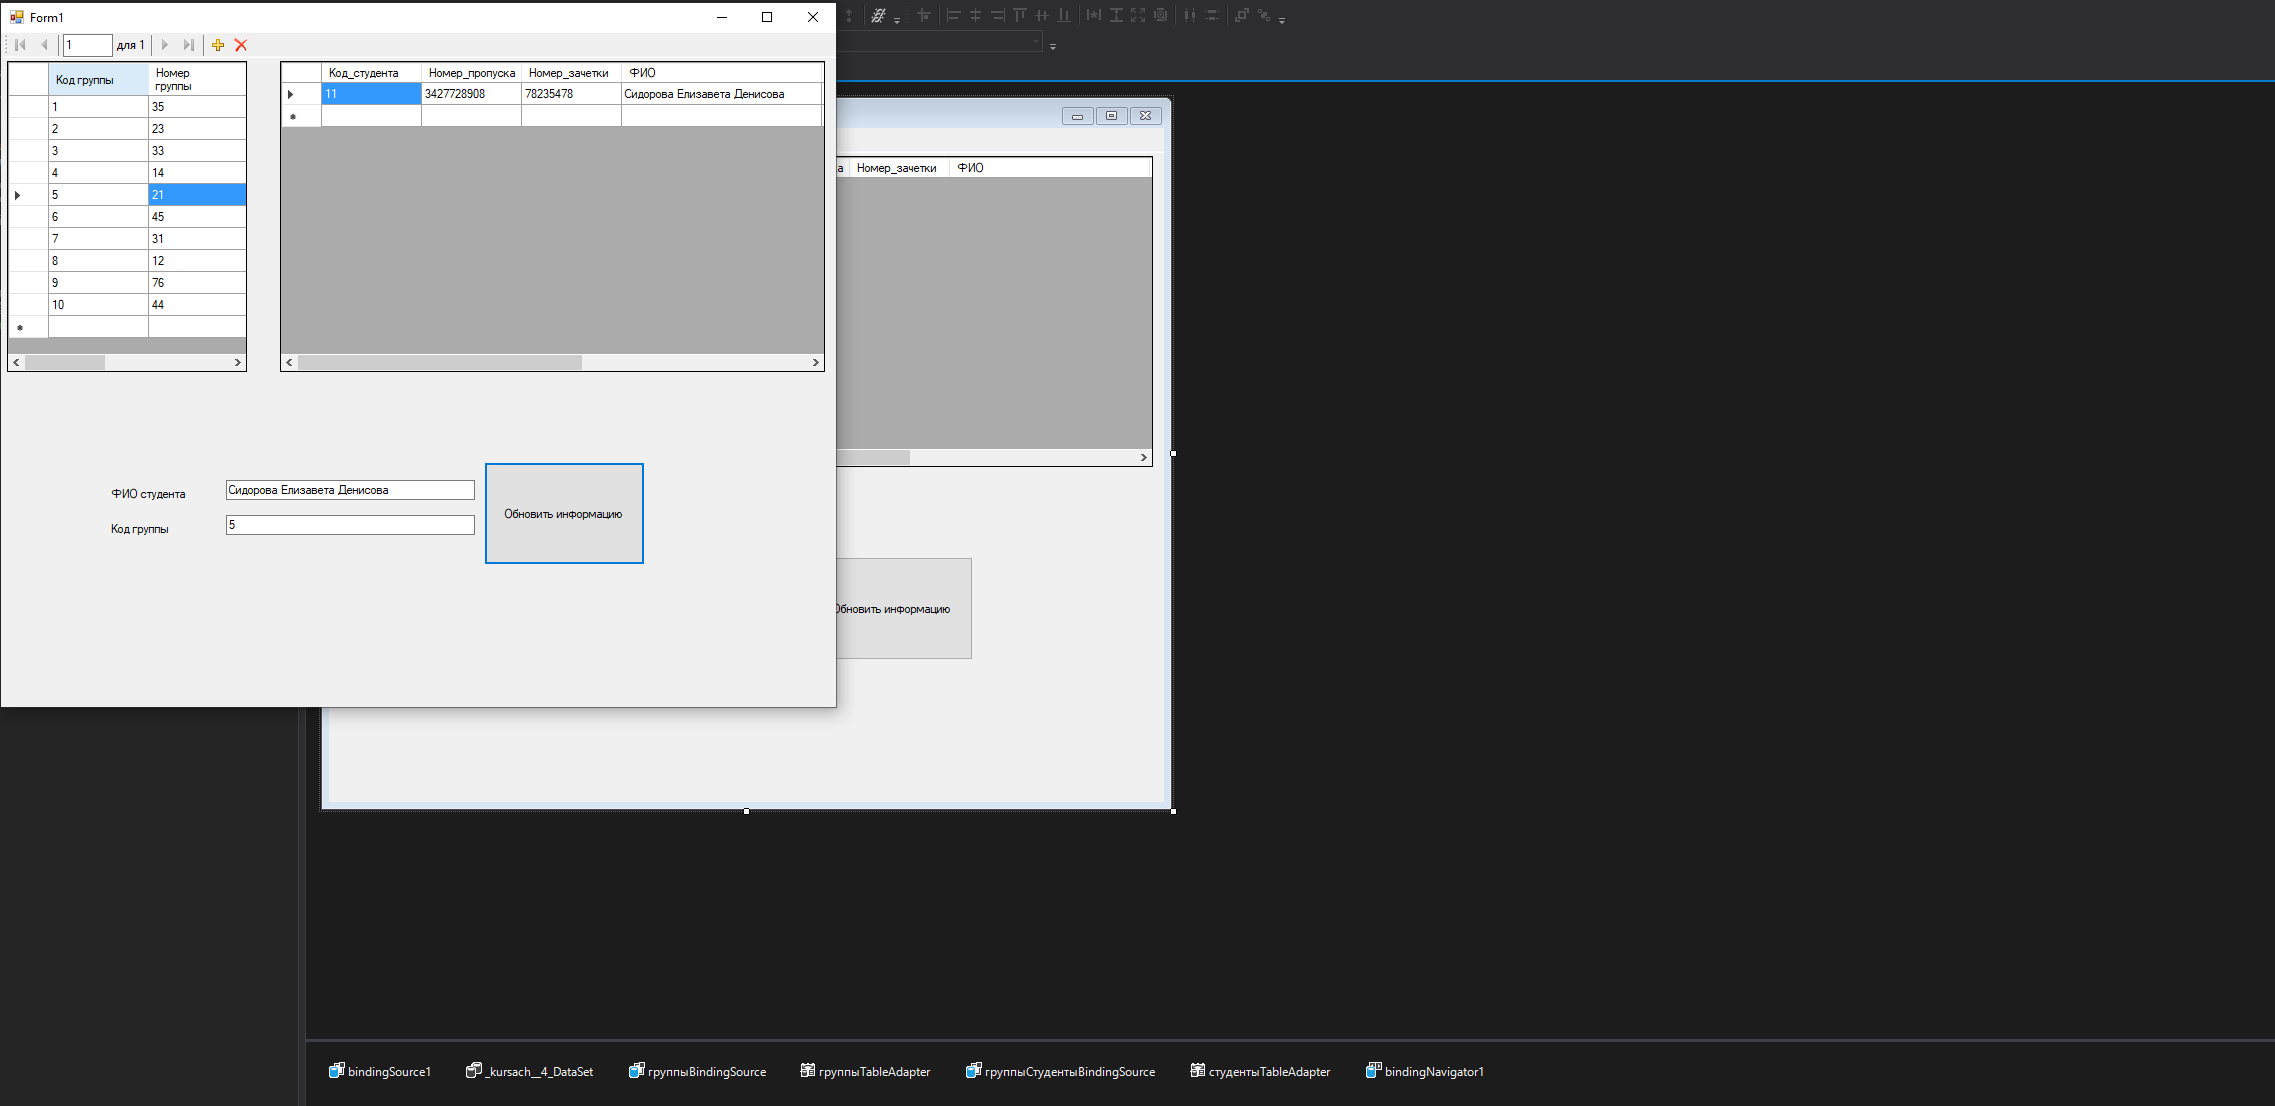 Form1
1 для 1
Код группы Номер группы
1 35
2 23
3 33
4 14
5 21
6 45
7 31
8 12
9 76
10 44
Код_студента Номер_пропуска Номер_зачетки ФИО
11 3427728908 78235478 Сидорова Елизавета Денисова
ФИО студента Сидорова Елизавета Денисова
Код группы 5
Обновить информацию
а Номер_зачетки ФИО
Обновить информацию
bindingSource1 _kursach__4_DataSet группыBindingSource группыTableAdapter группыСтудентыBindingSource студентыTableAdapter bindingNavigator1